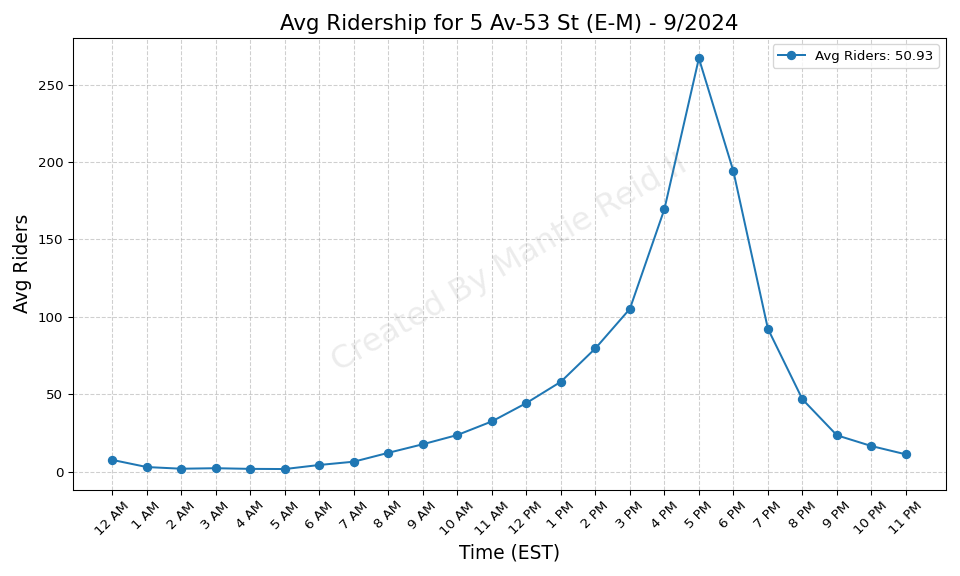 Avg Ridership for 5 Av-53 St (E-M) - 9/2024
Avg Riders: 50.93
Avg Riders
250
200
150
100
50
0
Created By Mantle Reid II
12 AM
1 AM
2 AM
3 AM
4 AM
5 AM
6 AM
7 AM
8 AM
9 AM
10 AM
11 AM
12 PM
1 PM
2 PM
3 PM
4 PM
5 PM
6 PM
7 PM
8 PM
9 PM
10 PM
11 PM
Time (EST)